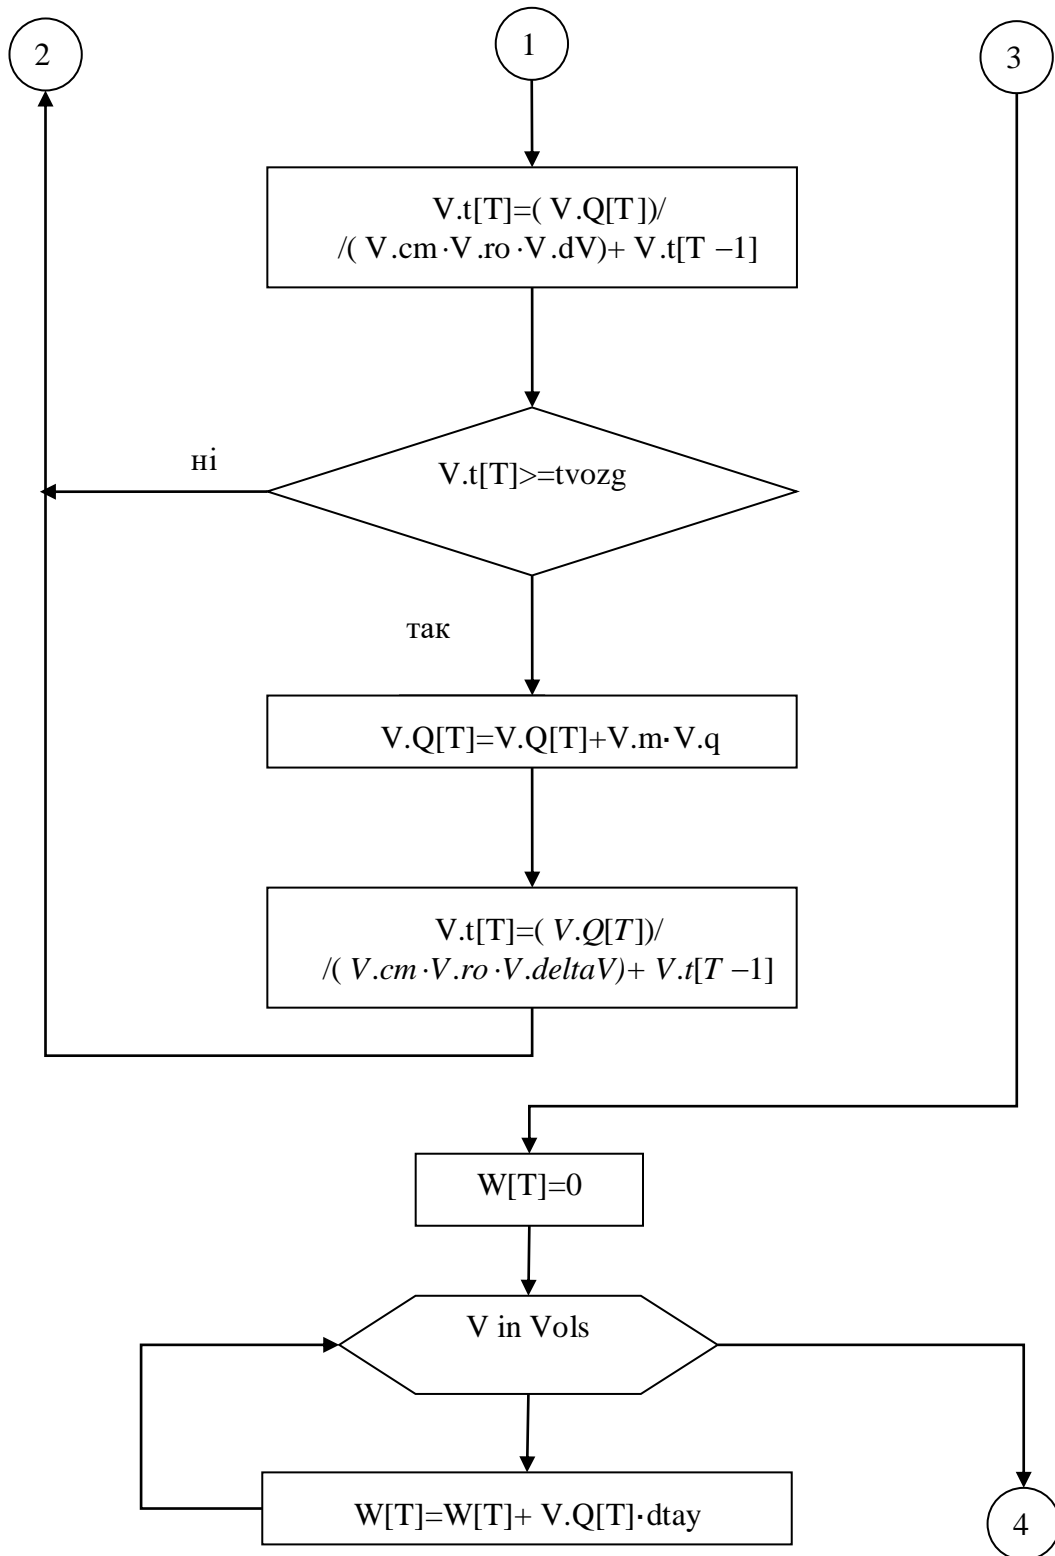 2
1
3
V.t[T]=( V.Q[T])/
/( V.cm·V.ro·V.dV)+ V.t[T −1]
ні
V.t[T]>=tvozg
так
V.Q[T]=V.Q[T]+V.m·V.q
V.t[T]=( V.Q[T])/
/( V.cm·V.ro·V.deltaV)+ V.t[T −1]
W[T]=0
V in Vols
W[T]=W[T]+ V.Q[T]·dtay
4